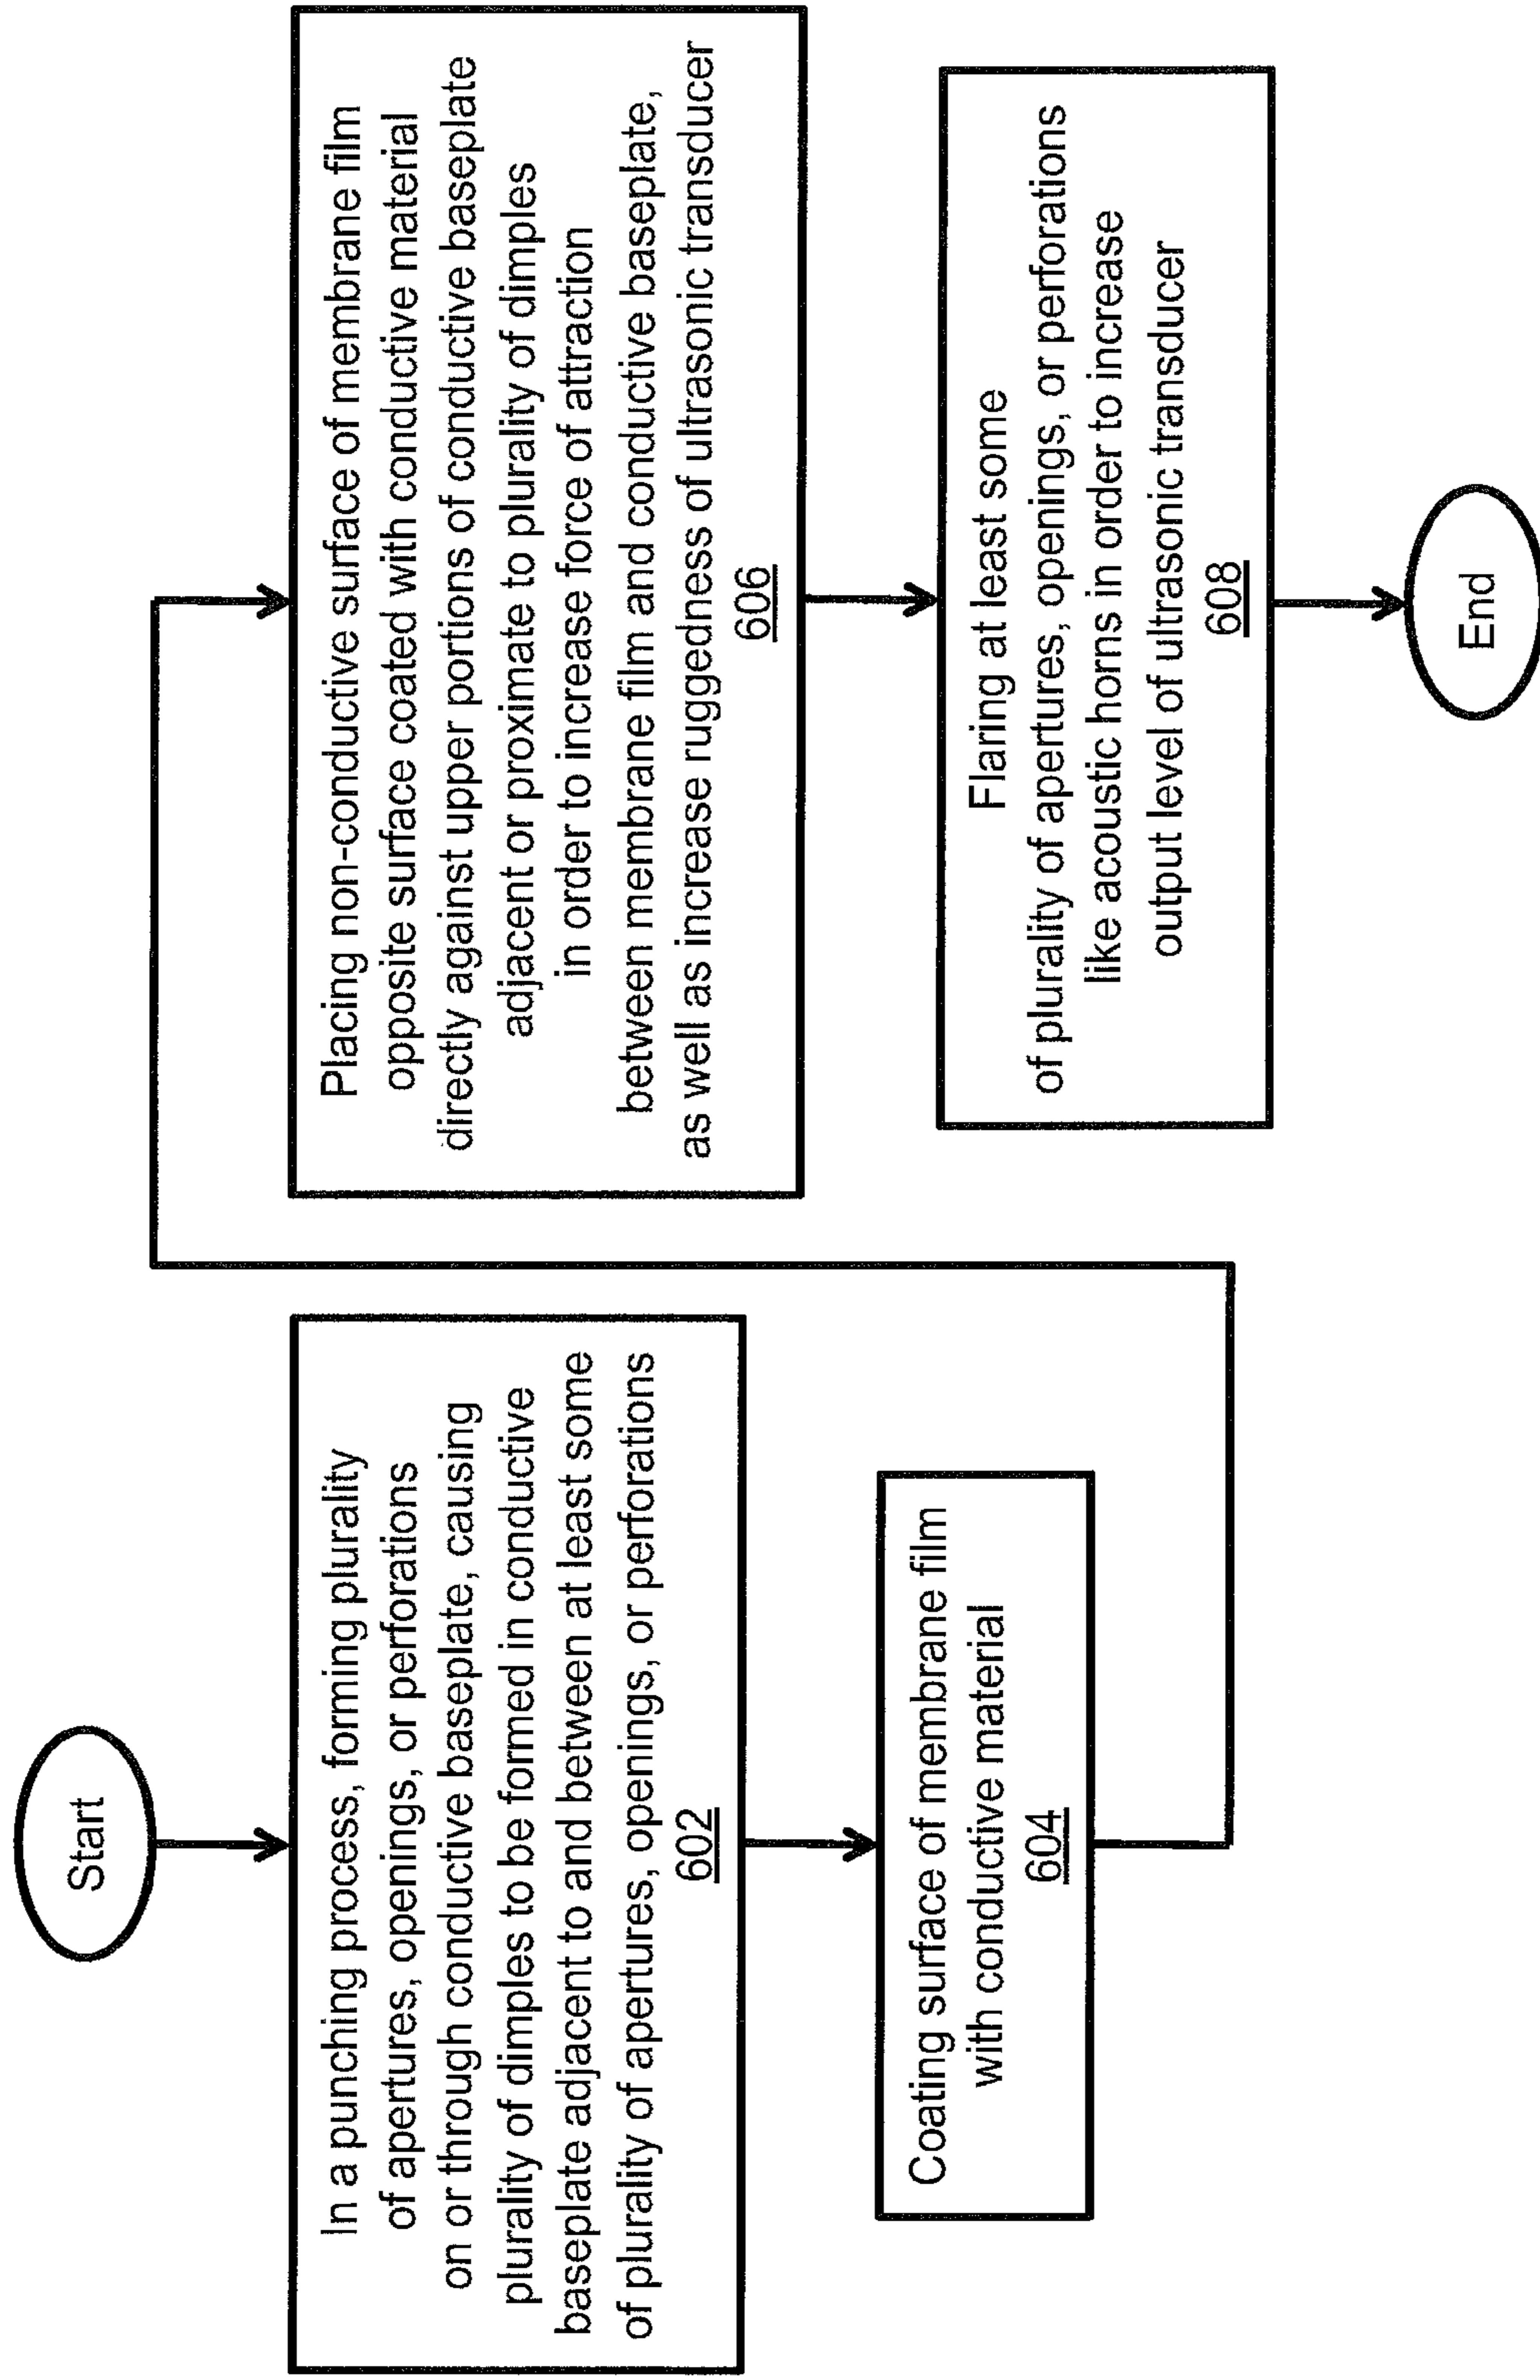 Start
In a punching process, forming plurality
of apertures, openings, or perforations
on or through conductive baseplate, causing
plurality of dimples to be formed in conductive
baseplate adjacent to and between at least some
of plurality of apertures, openings, or perforations
602
Coating surface of membrane film
with conductive material
604
Placing non-conductive surface of membrane film
opposite surface coated with conductive material
directly against upper portions of conductive baseplate
adjacent or proximate to plurality of dimples
in order to increase force of attraction
between membrane film and conductive baseplate,
as well as increase ruggedness of ultrasonic transducer
606
Flaring at least some
of plurality of apertures, openings, or perforations
like acoustic horns in order to increase
output level of ultrasonic transducer
608
End